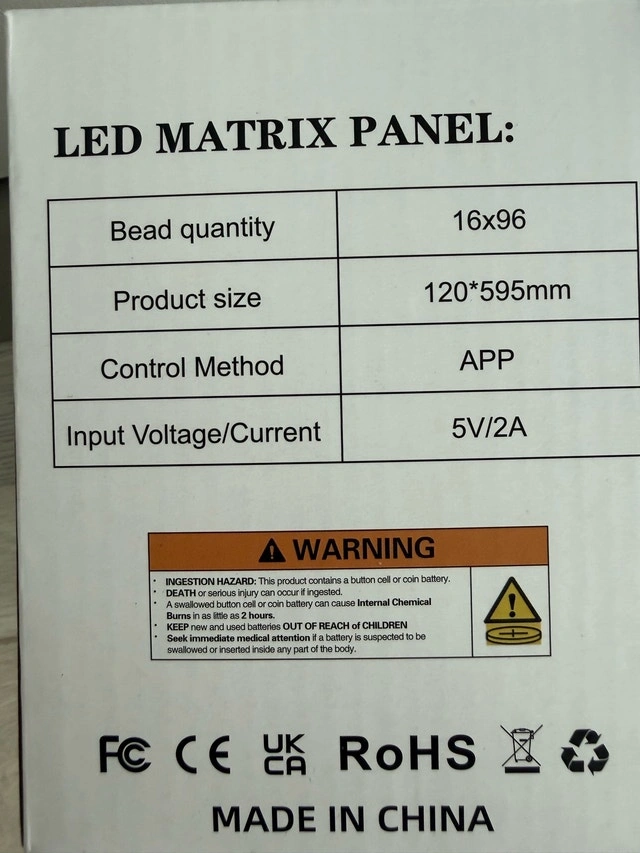 LED MATRIX PANEL:
Bead quantity 16x96
Product size 120*595mm
Control Method APP
Input Voltage/Current 5V/2A
WARNING
• INGESTION HAZARD: This product contains a button cell or coin battery.
• DEATH or serious injury can occur if ingested.
• A swallowed button cell or coin battery can cause Internal Chemical
Burns in as little as 2 hours.
• KEEP new and used batteries OUT OF REACH of CHILDREN
• Seek immediate medical attention if a battery is suspected to be
swallowed or inserted inside any part of the body.
FC CE UK
CA RoHS
MADE IN CHINA